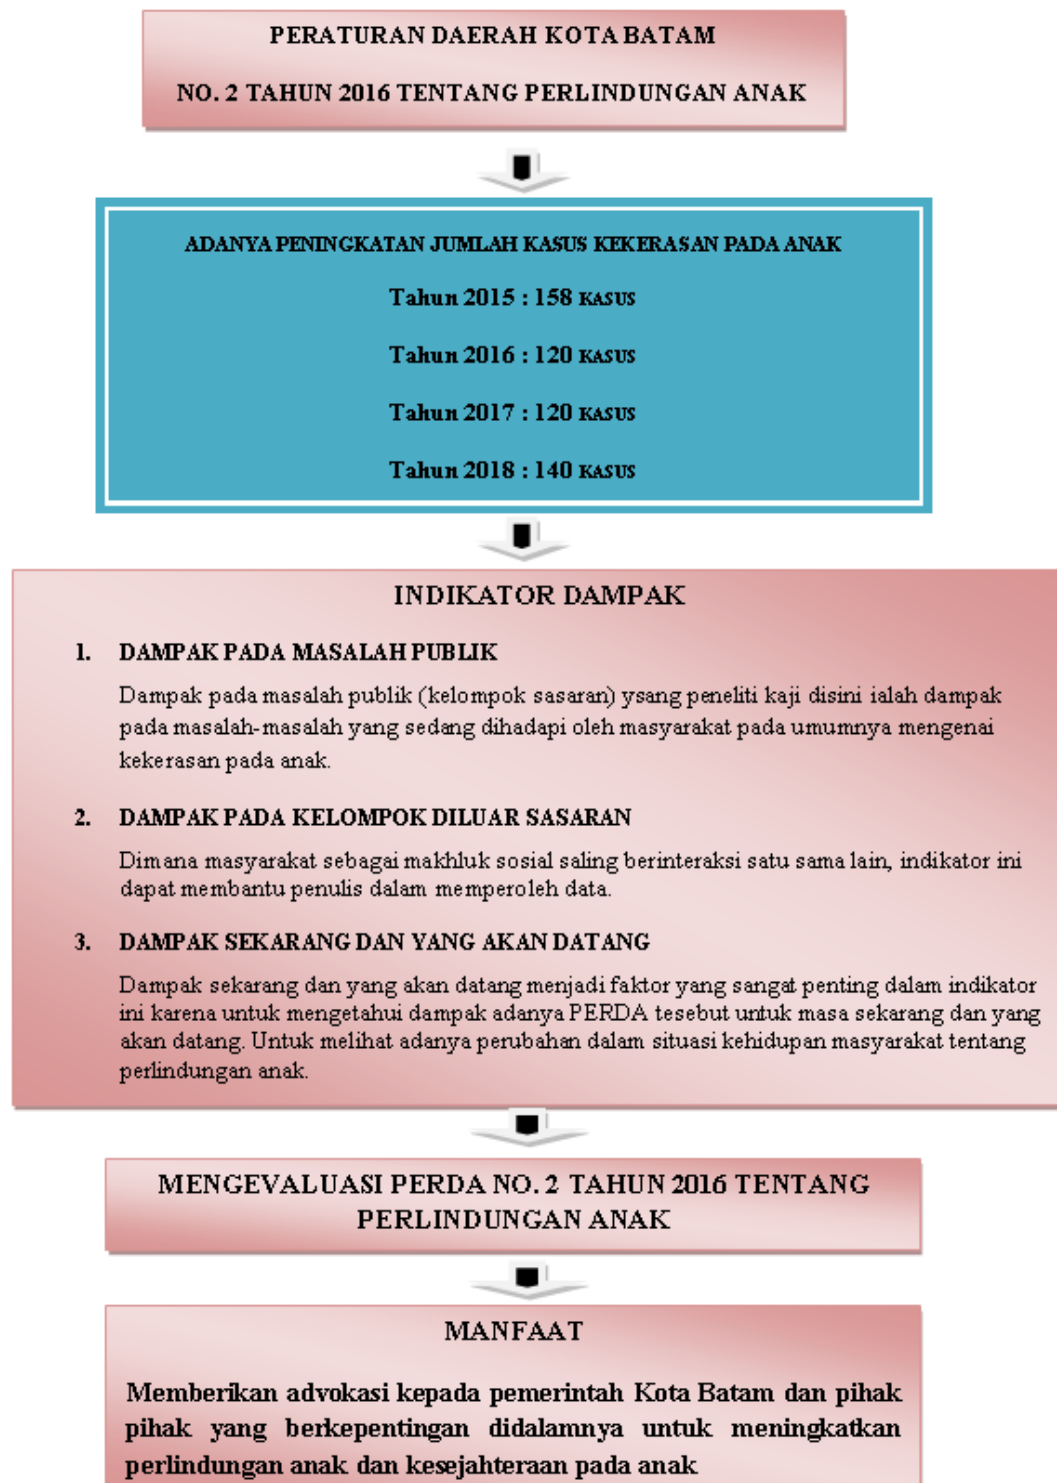 PERATURAN DAERAH KOTA BATAM
NO. 2 TAHUN 2016 TENTANG PERLINDUNGAN ANAK
ADANYA PENINGKATAN JUMLAH KASUS KEKERASAN PADA ANAK
Tahun 2015 : 158 KASUS
Tahun 2016 : 120 KASUS
Tahun 2017 : 120 KASUS
Tahun 2018 : 140 KASUS
INDIKATOR DAMPAK
1. DAMPAK PADA MASALAH PUBLIK
Dampak pada masalah publik (kelompok sasaran) ysang peneliti kaji disini ialah dampak
pada masalah-masalah yang sedang dihadapi oleh masyarakat pada umumnya mengenai
kekerasan pada anak.
2. DAMPAK PADA KELOMPOK DILUAR SASARAN
Dimana masyarakat sebagai makhluk sosial saling berinteraksi satu sama lain, indikator ini
dapat membantu penulis dalam memperoleh data.
3. DAMPAK SEKARANG DAN YANG AKAN DATANG
Dampak sekarang dan yang akan datang menjadi faktor yang sangat penting dalam indikator
ini karena untuk mengetahui dampak adanya PERDA tesebut untuk masa sekarang dan yang
akan datang. Untuk melihat adanya perubahan dalam situasi kehidupan masyarakat tentang
perlindungan anak.
MENGEVALUASI PERDA NO. 2 TAHUN 2016 TENTANG
PERLINDUNGAN ANAK
MANFAAT
Memberikan advokasi kepada pemerintah Kota Batam dan pihak
pihak yang berkepentingan didalamnya untuk meningkatkan
perlindungan anak dan kesejahteraan pada anak